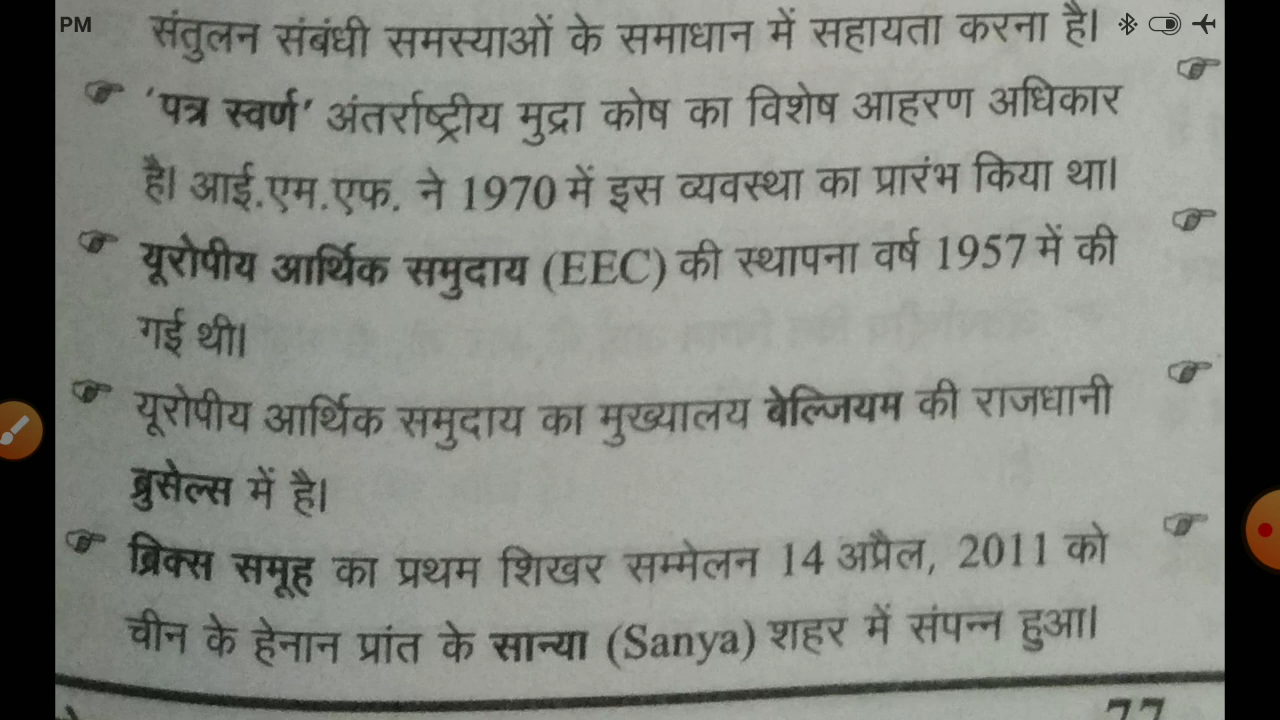 PM
संतुलन संबंधी समस्याओं के समाधान में सहायता करना है।
'पत्र स्वर्ण' अंतर्राष्ट्रीय मुद्रा कोष का विशेष आहरण अधिकार
है। आई.एम.एफ. ने 1970 में इस व्यवस्था का प्रारंभ किया था।
यूरोपीय आर्थिक समुदाय (EEC) की स्थापना वर्ष 1957 में की
गई थी।
यूरोपीय आर्थिक समुदाय का मुख्यालय बेल्जियम की राजधानी
ब्रुसेल्स में है।
ब्रिक्स समूह का प्रथम शिखर सम्मेलन 14 अप्रैल, 2011 को
चीन के हेनान प्रांत के सान्या (Sanya) शहर में संपन्न हुआ।
77